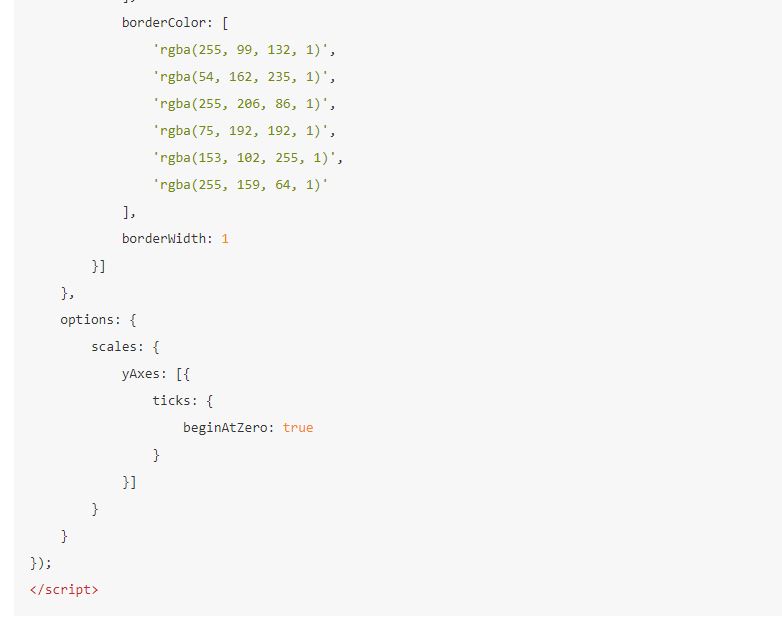 ],
borderColor: [
'rgba(255, 99, 132, 1)',
'rgba(54, 162, 235, 1)',
'rgba(255, 206, 86, 1)',
'rgba(75, 192, 192, 1)',
'rgba(153, 102, 255, 1)',
'rgba(255, 159, 64, 1)'
],
borderWidth: 1
}]
},
options: {
scales: {
yAxes: [{
ticks: {
beginAtZero: true
}
}]
}
}
});
</script>